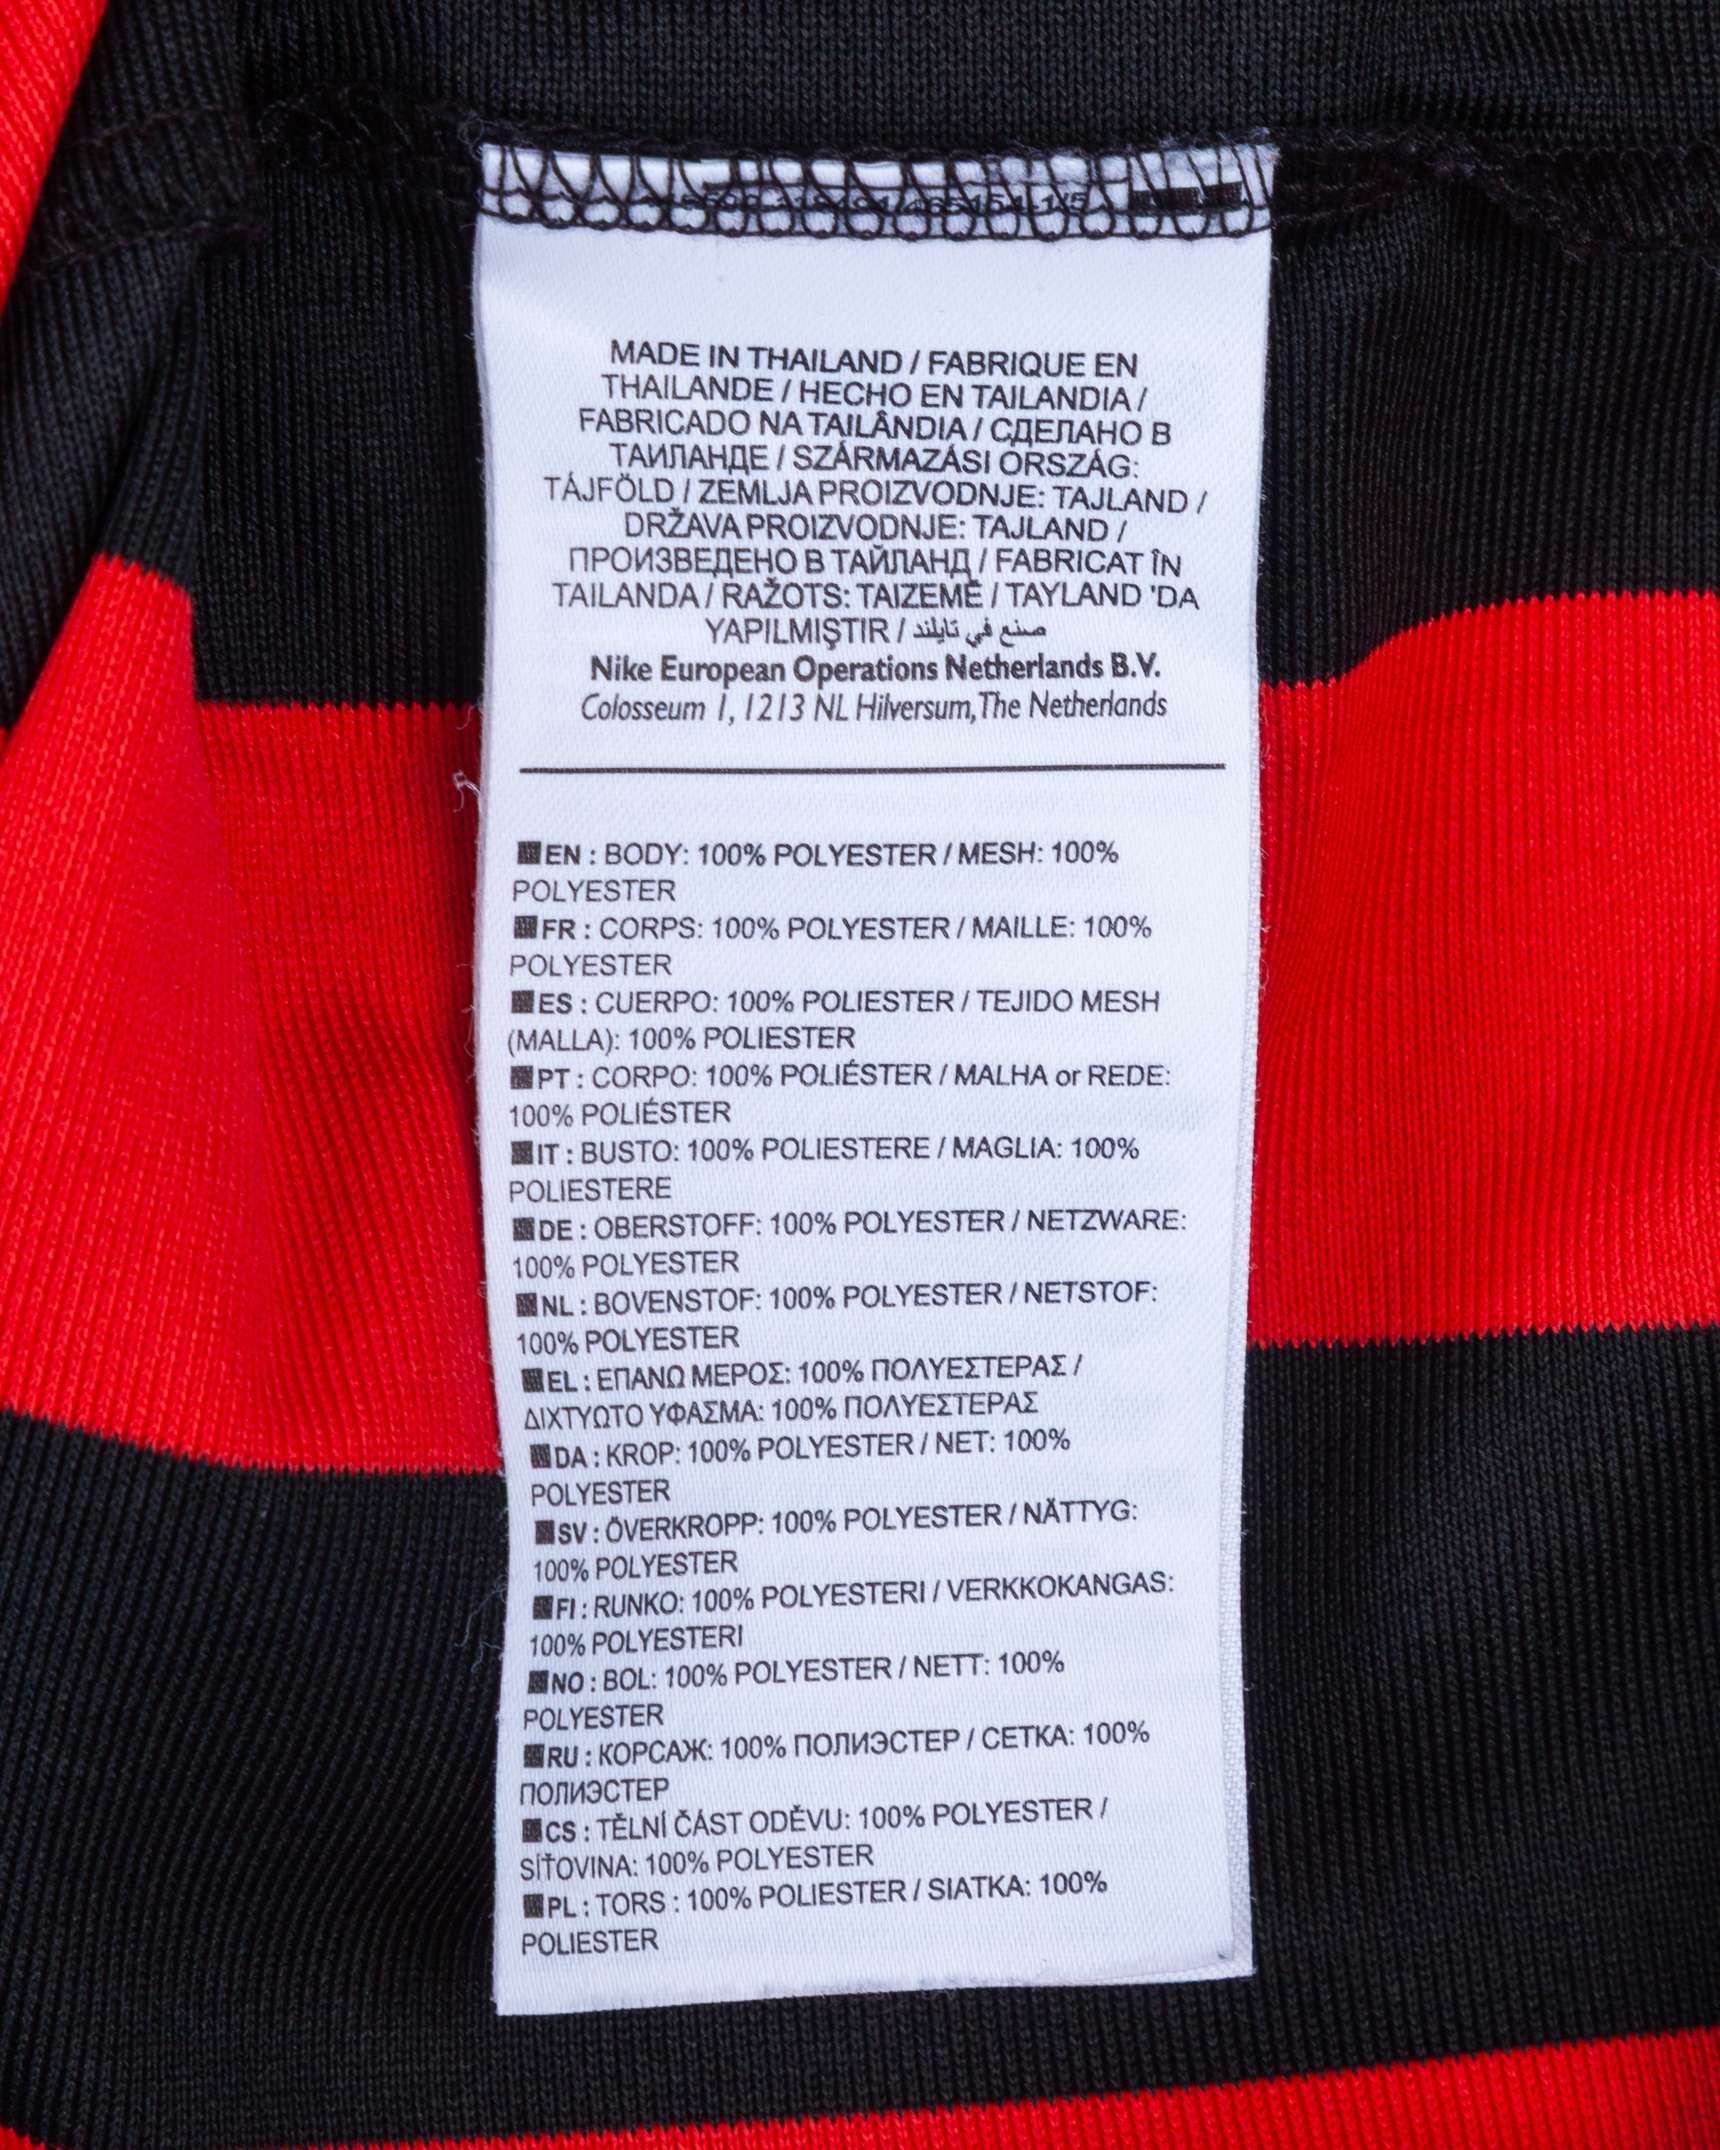 MADE IN THAILAND / FABRIQUE EN
THAILANDE / HECHO EN TAILANDIA /
FABRICADO NA TAILÂNDIA / СДЕЛАНО В
ТАИЛАНДЕ / SZÁRMAZÁSI ORSZÁG:
TÁJFÖLD / ZEMLJA PROIZVODNJE: TAJLAND /
DRŽAVA PROIZVODNJE: TAJLAND /
ПРОИЗВЕДЕНО В ТАЙЛАНД / FABRICAT ÎN
TAILANDA / RAŽOTS: TAIZEMĒ / TAYLAND 'DA
YAPILMIŞTIR / صنع في تايلند
Nike European Operations Netherlands B.V.
Colosseum 1, 1213 NL Hilversum, The Netherlands
EN : BODY: 100% POLYESTER / MESH: 100%
POLYESTER
FR : CORPS: 100% POLYESTER / MAILLE: 100%
POLYESTER
ES : CUERPO: 100% POLIESTER / TEJIDO MESH
(MALLA): 100% POLIESTER
PT : CORPO: 100% POLIÉSTER / MALHA or REDE:
100% POLIÉSTER
IT : BUSTO: 100% POLIESTERE / MAGLIA: 100%
POLIESTERE
DE : OBERSTOFF: 100% POLYESTER / NETZWARE:
100% POLYESTER
NL : BOVENSTOF: 100% POLYESTER / NETSTOF:
100% POLYESTER
EL : ΕΠΑΝΩ ΜΕΡΟΣ: 100% ΠΟΛΥΕΣΤΕΡΑΣ /
ΔΙΧΤΥΩΤΟ ΥΦΑΣΜΑ: 100% ΠΟΛΥΕΣΤΕΡΑΣ
DA : KROP: 100% POLYESTER / NET: 100%
POLYESTER
SV : ÖVERKROPP: 100% POLYESTER / NÄTTYG:
100% POLYESTER
FI : RUNKO: 100% POLYESTERI / VERKKOKANGAS:
100% POLYESTERI
NO : BOL: 100% POLYESTER / NETT: 100%
POLYESTER
RU : КОРСАЖ: 100% ПОЛИЭСТЕР / СЕТКА: 100%
ПОЛИЭСТЕР
CS : TĚLNÍ ČÁST ODĚVU: 100% POLYESTER /
SÍŤOVINA: 100% POLYESTER
PL : TORS : 100% POLIESTER / SIATKA: 100%
POLIESTER